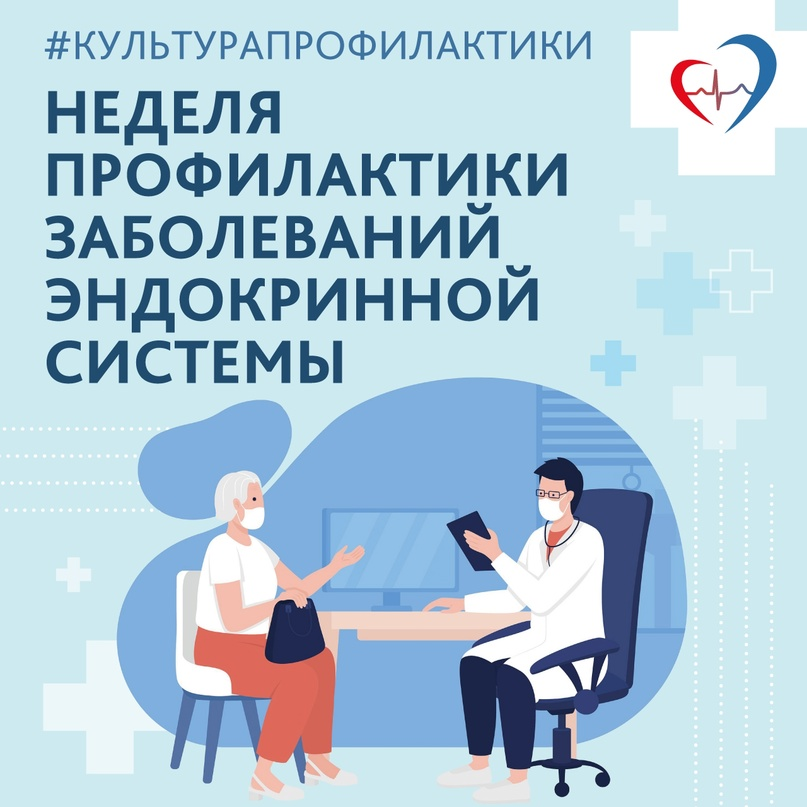 #КУЛЬТУРАПРОФИЛАКТИКИ
НЕДЕЛЯ
ПРОФИЛАКТИКИ
ЗАБОЛЕВАНИЙ
ЭНДОКРИННОЙ
СИСТЕМЫ